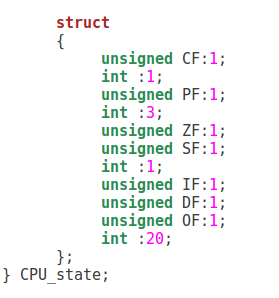 struct
{
unsigned CF:1;
int :1;
unsigned PF:1;
int :3;
unsigned ZF:1;
unsigned SF:1;
int :1;
unsigned IF:1;
unsigned DF:1;
unsigned OF:1;
int :20;
};
} CPU_state;